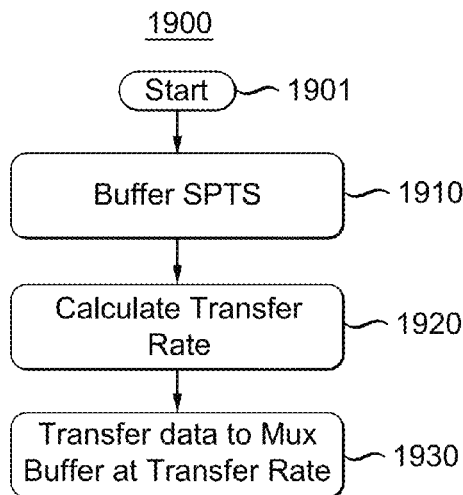 1900
Start
1901
Buffer SPTS
1910
Calculate Transfer
Rate
1920
Transfer data to Mux
Buffer at Transfer Rate
1930